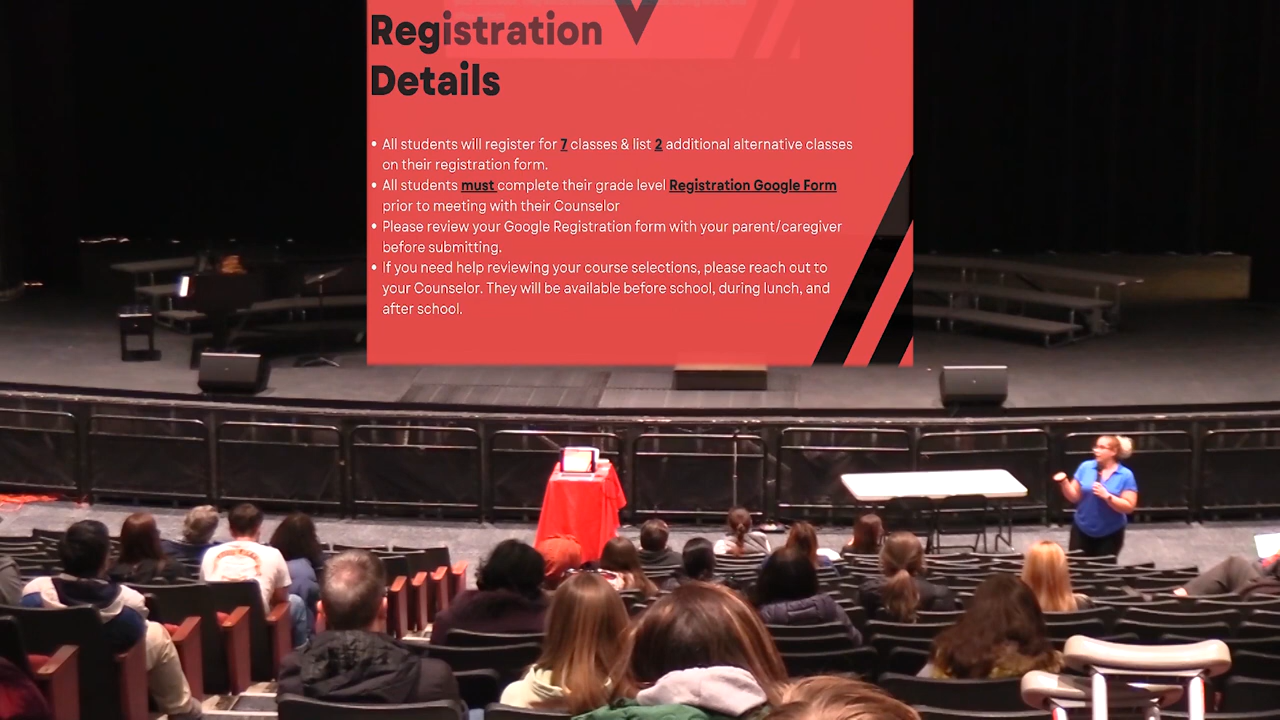 Registration
Details
• All students will register for 7 classes & list 2 additional alternative classes
on their registration form.
• All students must complete their grade level Registration Google Form
prior to meeting with their Counselor
• Please review your Google Registration form with your parent/caregiver
before submitting.
• If you need help reviewing your course selections, please reach out to
your Counselor. They will be available before school, during lunch, and
after school.